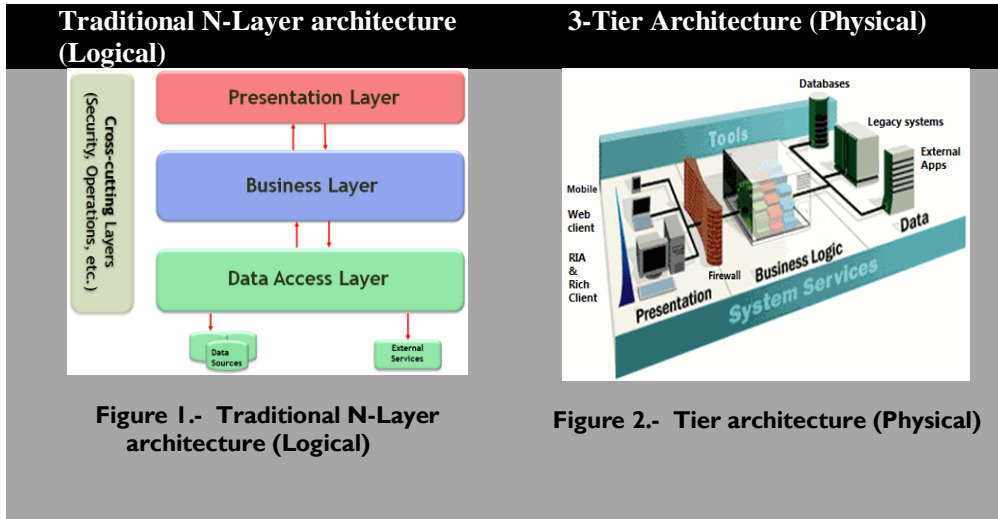 Traditional N-Layer architecture
(Logical)
Cross-cutting Layers
(Security, Operations, etc.)
Presentation Layer
Business Layer
Data Access Layer
Data
Sources
External
Services
Figure 1.- Traditional N-Layer
architecture (Logical)
3-Tier Architecture (Physical)
Databases
Legacy systems
External
Apps
Tools
Mobile
Web
client
RIA
&
Rich
Client
Firewall
Presentation
Business Logic
Data
System Services
Figure 2.- Tier architecture (Physical)